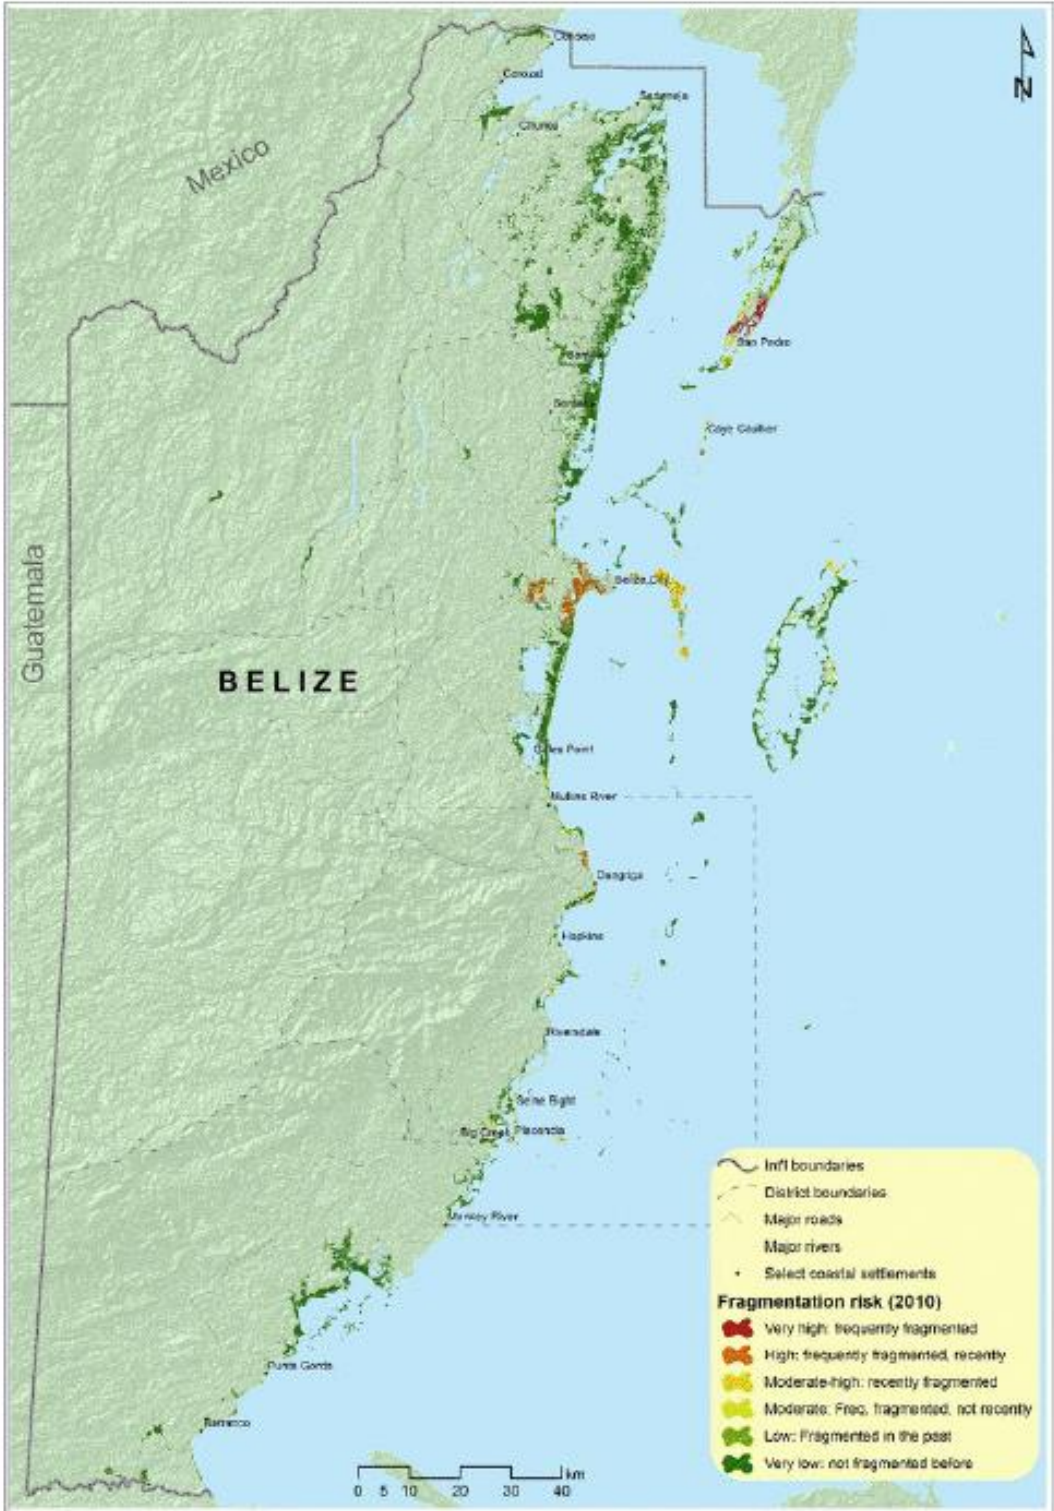 Consejo
Corozal
Sarteneja
Chunox
Mexico
N
San Pedro
Caye Caulker
Guatemala
Belize City
BELIZE
Gales Point
Mullins River
Dangriga
Hopkins
Riversdale
Seine Bight
Big Creek
Placencia
Monkey River
Punta Gorda
Barranco
Int'l boundaries
District boundaries
Major roads
Major rivers
Select coastal settlements
Fragmentation risk (2010)
Very high: frequently fragmented
High: frequently fragmented, recently
Moderate-high: recently fragmented
Moderate: Freq. fragmented, not recently
Low: Fragmented in the past
Very low: not fragmented before
km
0 5 10 20 30 40